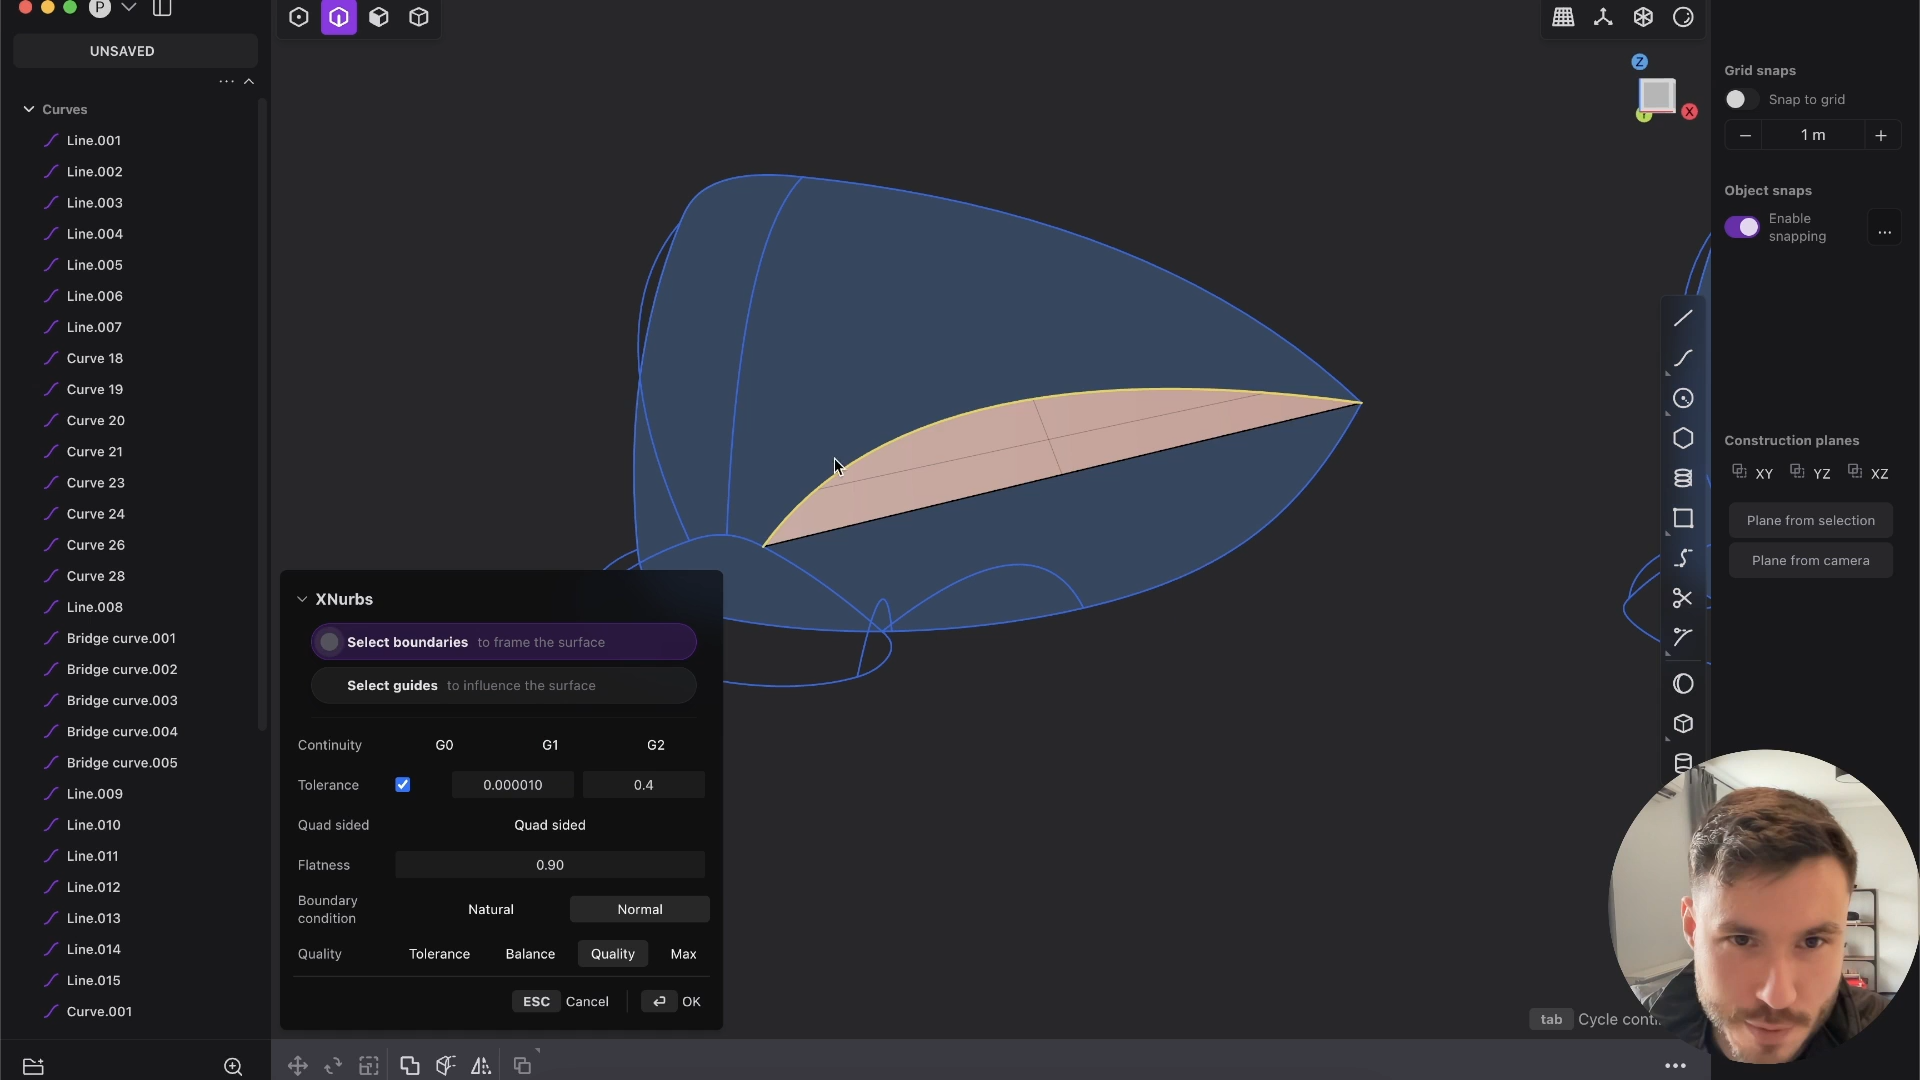 P
UNSAVED
Curves
Line.001
Line.002
Line.003
Line.004
Line.005
Line.006
Line.007
Curve 18
Curve 19
Curve 20
Curve 21
Curve 23
Curve 24
Curve 26
Curve 28
Line.008
Bridge curve.001
Bridge curve.002
Bridge curve.003
Bridge curve.004
Bridge curve.005
Line.009
Line.010
Line.011
Line.012
Line.013
Line.014
Line.015
Curve.001
XNurbs
Select boundaries to frame the surface
Select guides to influence the surface
Continuity G0 G1 G2
Tolerance 0.000010 0.4
Quad sided Quad sided
Flatness 0.90
Boundary
condition Natural Normal
Quality Tolerance Balance Quality Max
ESC Cancel OK
Z
X
Grid snaps
Snap to grid
1 m
Object snaps
Enable
snapping
...
Construction planes
XY YZ XZ
Plane from selection
Plane from camera
tab Cycle